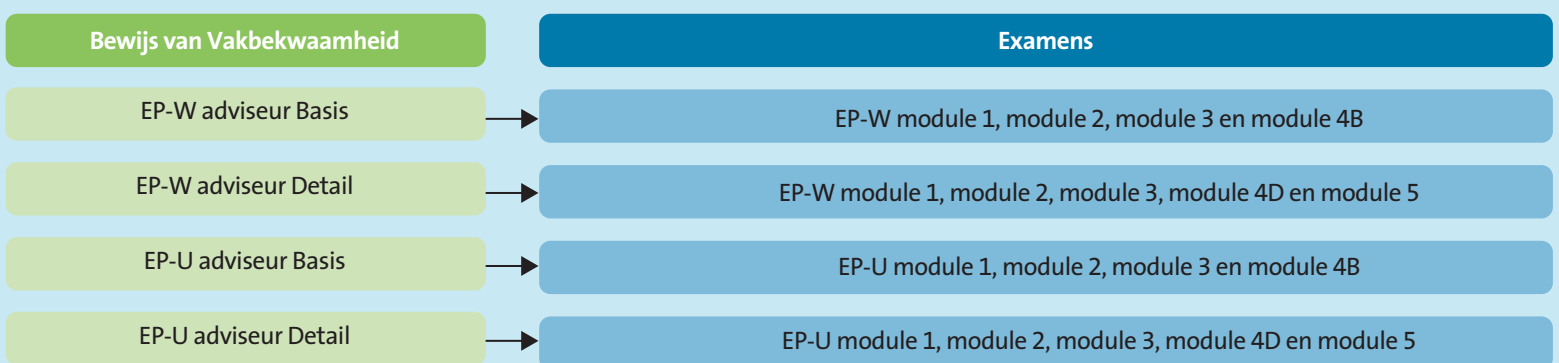 Bewijs van Vakbekwaamheid
Examens
EP-W adviseur Basis
EP-W module 1, module 2, module 3 en module 4B
EP-W adviseur Detail
EP-W module 1, module 2, module 3, module 4D en module 5
EP-U adviseur Basis
EP-U module 1, module 2, module 3 en module 4B
EP-U adviseur Detail
EP-U module 1, module 2, module 3, module 4D en module 5